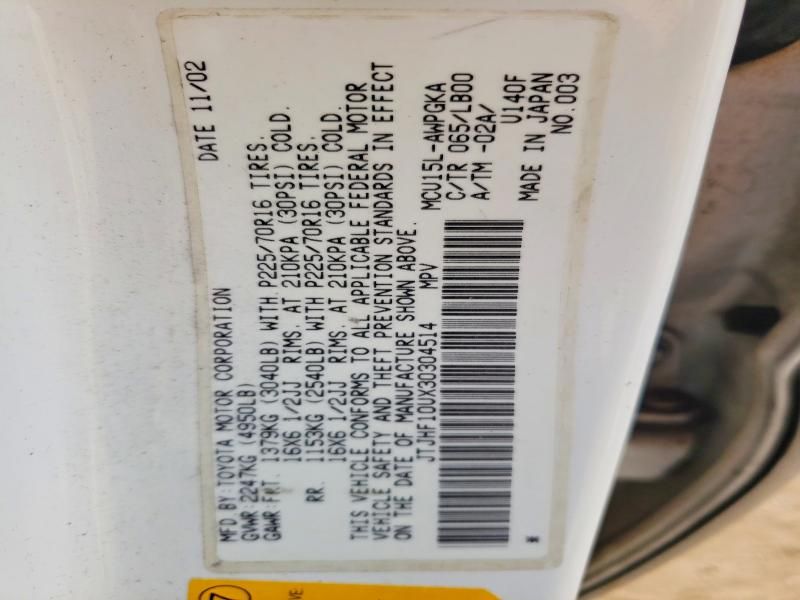 MFD BY:TOYOTA MOTOR CORPORATION DATE 11/02
GVWR:2247KG (4950LB)
GAWR:FRT. 1379KG (3040LB) WITH P225/70R16 TIRES.
16X6 1/2JJ RIMS, AT 210KPA (30PSI) COLD.
RR. 1153KG (2540LB) WITH P225/70R16 TIRES.
16X6 1/2JJ RIMS, AT 210KPA (30PSI) COLD.
THIS VEHICLE CONFORMS TO ALL APPLICABLE FEDERAL MOTOR
VEHICLE SAFETY AND THEFT PREVENTION STANDARDS IN EFFECT
ON THE DATE OF MANUFACTURE SHOWN ABOVE.
JTJHF10UX30304514 MPV MCU15L-AWPGKA
C/TR 065/LB00
A/TM -02A/
U140F
MADE IN JAPAN
NO.003